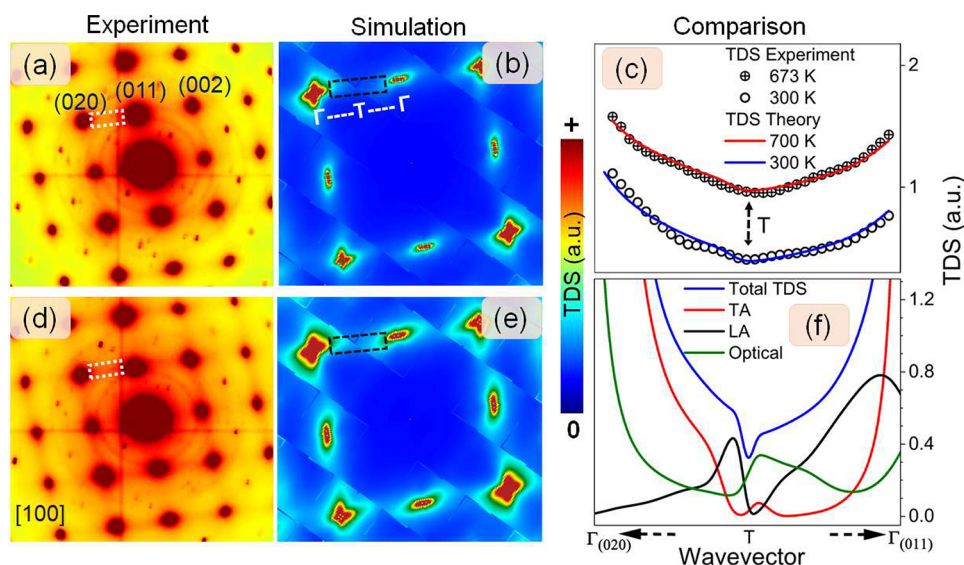 Experiment
Simulation
Comparison
(a)
(020)
(011)
(002)
(b)
Γ----T--Γ
(c)
TDS Experiment
673 K
300 K
TDS Theory
700 K
300 K
T
2
1
TDS (a.u.)
+
TDS (a.u.)
0
(d)
[100]
(e)
(f)
Total TDS
TA
LA
Optical
1.2
0.8
0.4
0.0
Γ(020)
T
Γ(011)
Wavevector